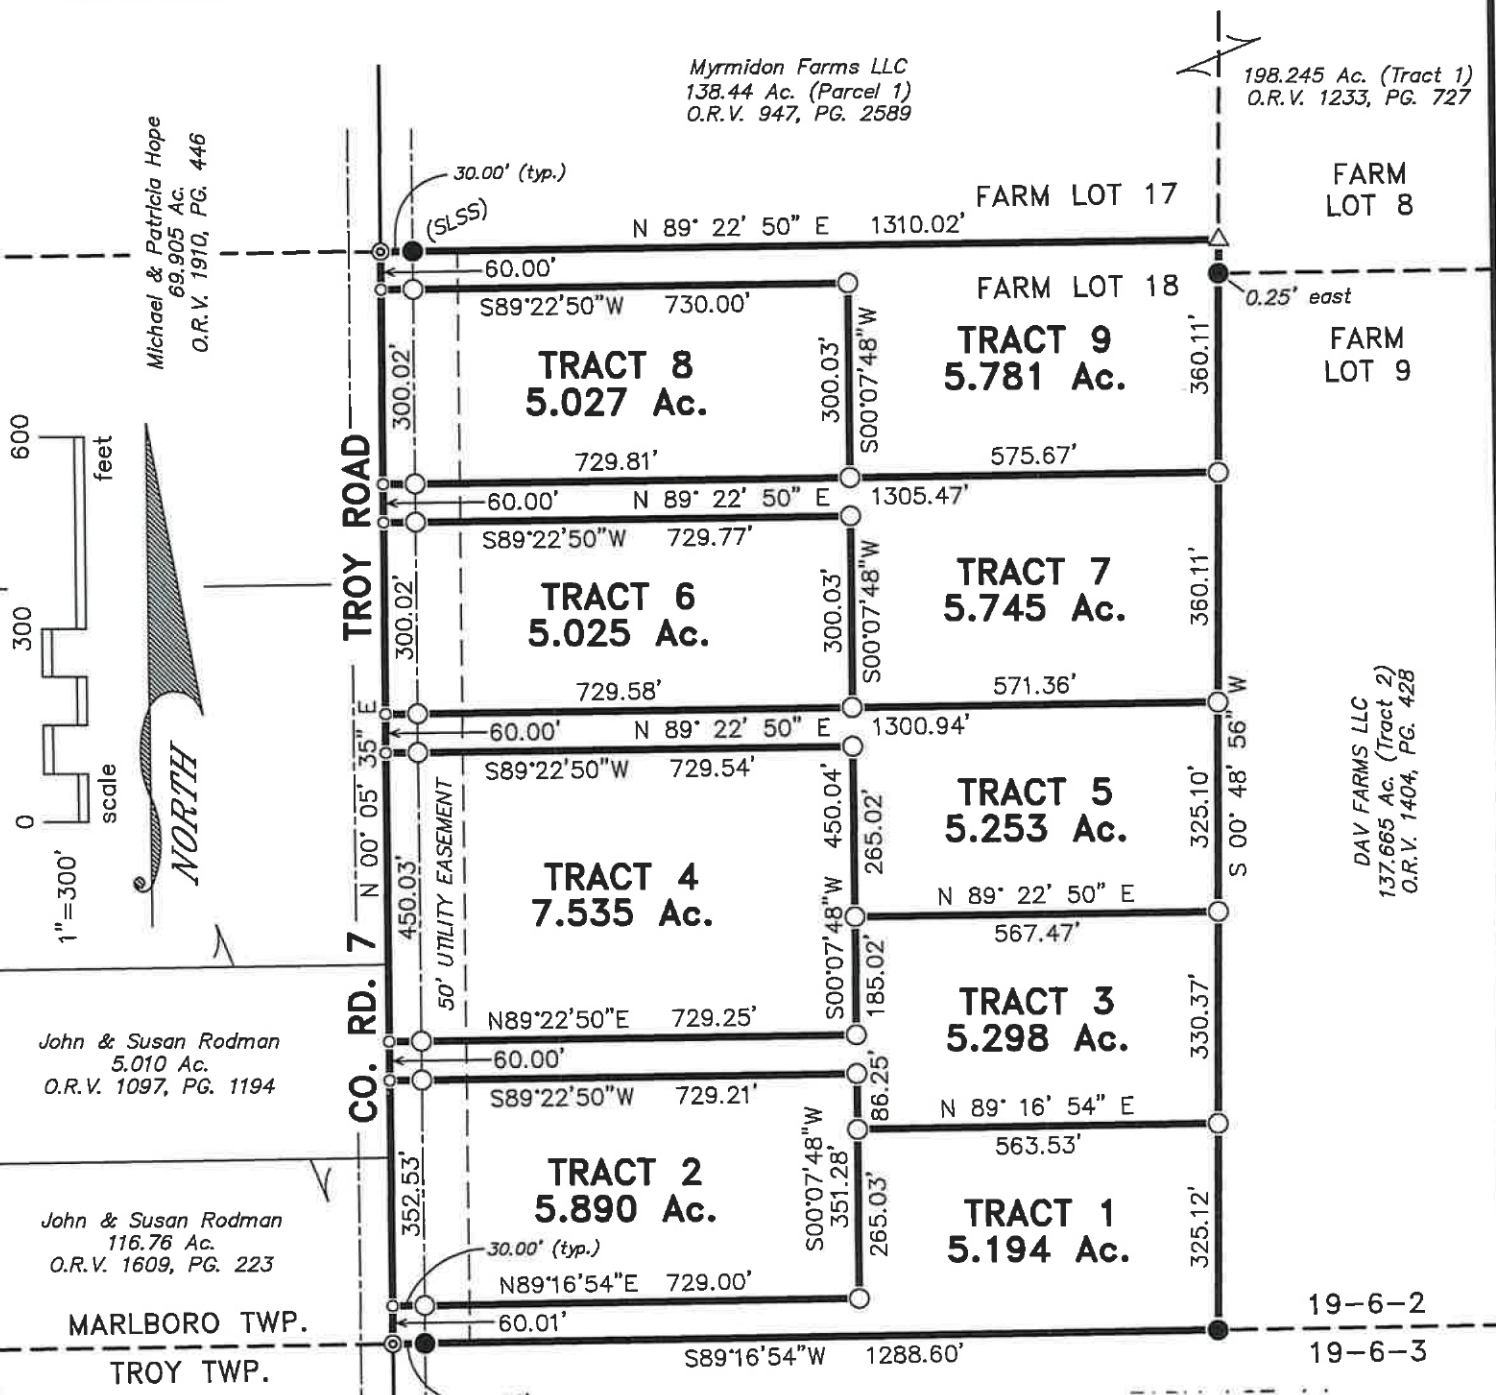 Myrmidon Farms LLC
138.44 Ac. (Parcel 1)
O.R.V. 947, PG. 2589
198.245 Ac. (Tract 1)
O.R.V. 1233, PG. 727
Michael & Patricia Hope
69.905 Ac.
O.R.V. 1910, PG. 446
30.00' (typ.)
(SLSS)
FARM LOT 17
FARM
LOT 8
N 89° 22' 50" E 1310.02'
60.00'
S89°22'50"W 730.00'
FARM LOT 18
0.25' east
FARM
LOT 9
300.02'
TRACT 8
5.027 Ac.
300.03'
S00°07'48"W
TRACT 9
5.781 Ac.
360.11'
729.81'
575.67'
60.00'
N 89° 22' 50" E 1305.47'
S89°22'50"W 729.77'
300.02'
TRACT 6
5.025 Ac.
300.03'
S00°07'48"W
TRACT 7
5.745 Ac.
360.11'
729.58'
571.36'
60.00'
N 89° 22' 50" E 1300.94'
S89°22'50"W 729.54'
TROY ROAD
CO. RD. 7
N 00° 05' 35" E
600
300
0
feet
scale
1"=300'
NORTH
450.03'
50' UTILITY EASEMENT
TRACT 4
7.535 Ac.
450.04'
S00°07'48"W
265.02'
185.02'
TRACT 5
5.253 Ac.
325.10'
S 00° 48' 56" W
DAV FARMS LLC
137.665 Ac. (Tract 2)
O.R.V. 1404, PG. 428
N 89° 22' 50" E
567.47'
TRACT 3
5.298 Ac.
330.37'
N89°22'50"E 729.25'
60.00'
S89°22'50"W 729.21'
86.25'
N 89° 16' 54" E
563.53'
John & Susan Rodman
5.010 Ac.
O.R.V. 1097, PG. 1194
352.53'
TRACT 2
5.890 Ac.
S00°07'48"W
351.28'
265.03'
TRACT 1
5.194 Ac.
325.12'
John & Susan Rodman
116.76 Ac.
O.R.V. 1609, PG. 223
30.00' (typ.)
N89°16'54"E 729.00'
60.01'
MARLBORO TWP.
TROY TWP.
S89°16'54"W 1288.60'
19-6-2
19-6-3